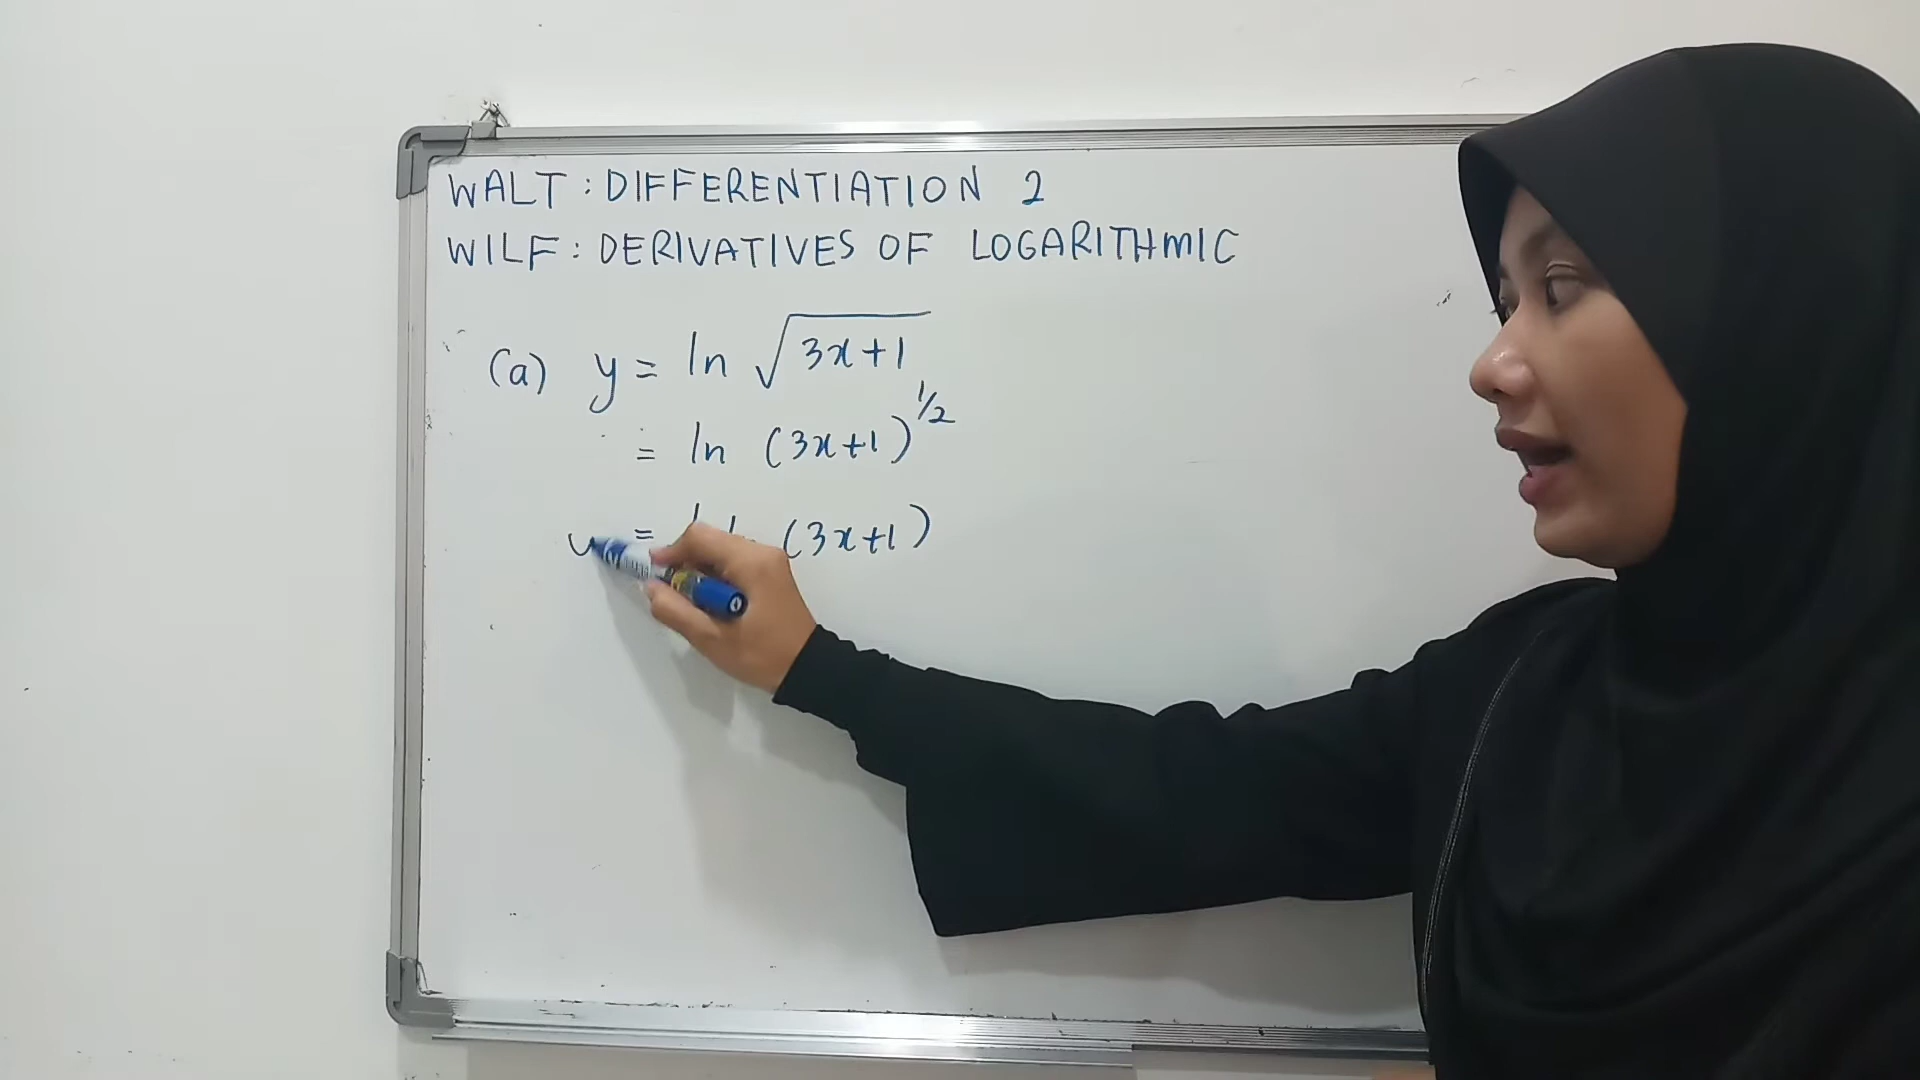 WALT : DIFFERENTIATION 2
WILF : DERIVATIVES OF LOGARITHMIC
(a) y = ln √(3x+1)
= ln (3x+1)^1/2
= (3x+1)